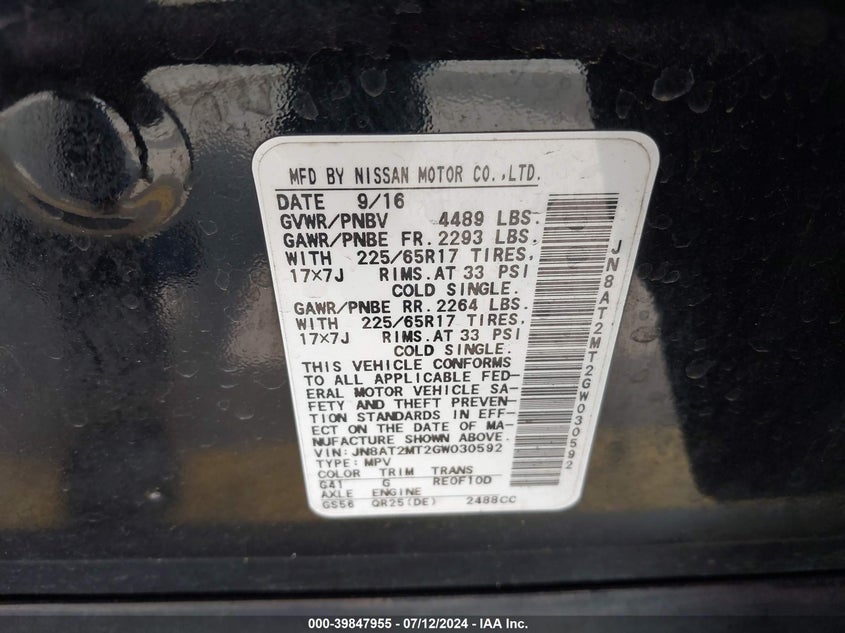 MFD BY NISSAN MOTOR CO.,LTD.
DATE 9/16
GVWR/PNBV 4489 LBS.
GAWR/PNBE FR. 2293 LBS.
WITH 225/65R17 TIRES.
17×7J RIMS.AT 33 PSI
COLD SINGLE.
GAWR/PNBE RR. 2264 LBS.
WITH 225/65R17 TIRES.
17×7J RIMS.AT 33 PSI
COLD SINGLE.
THIS VEHICLE CONFORMS
TO ALL APPLICABLE FED-
ERAL MOTOR VEHICLE SA-
FETY AND THEFT PREVEN-
TION STANDARDS IN EFF-
ECT ON THE DATE OF MA-
NUFACTURE SHOWN ABOVE.
VIN: JN8AT2MT2GW030592
TYPE: MPV
COLOR TRIM TRANS
G41 G RE0F10D
AXLE ENGINE
GS56 QR25(DE) 2488CC
JN8AT2MT2GW030592
000-39847955 - 07/12/2024 - IAA Inc.